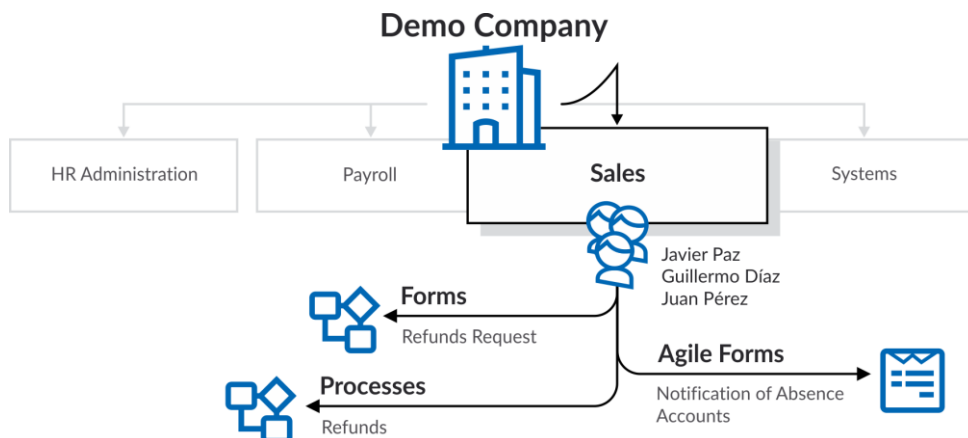 Demo Company
HR Administration
Payroll
Sales
Systems
Javier Paz
Guillermo Díaz
Juan Pérez
Forms
Refunds Request
Agile Forms
Notification of Absence
Accounts
Processes
Refunds